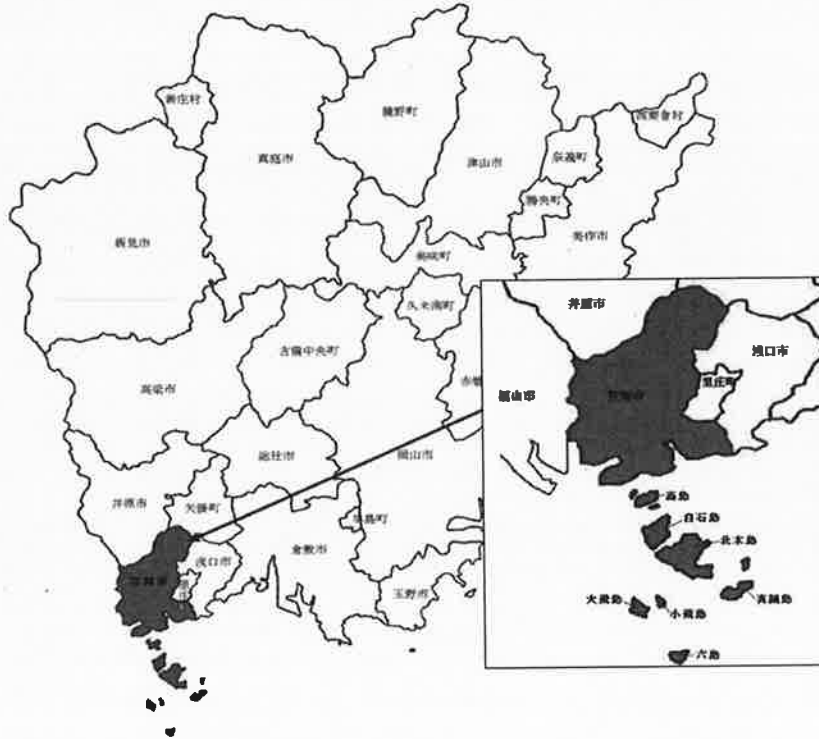 新庄村
鏡野町
西粟倉村
真庭市
津山市
奈義町
勝央町
新見市
美作市
美咲町
久米南町
吉備中央町
高梁市
総社市
岡山市
井原市
矢掛町
早島町
浅口市
倉敷市
玉野市
井原市
浅口市
里庄町
福山市
笠岡市
高島
白石島
北木島
真鍋島
大飛島
小飛島
六島